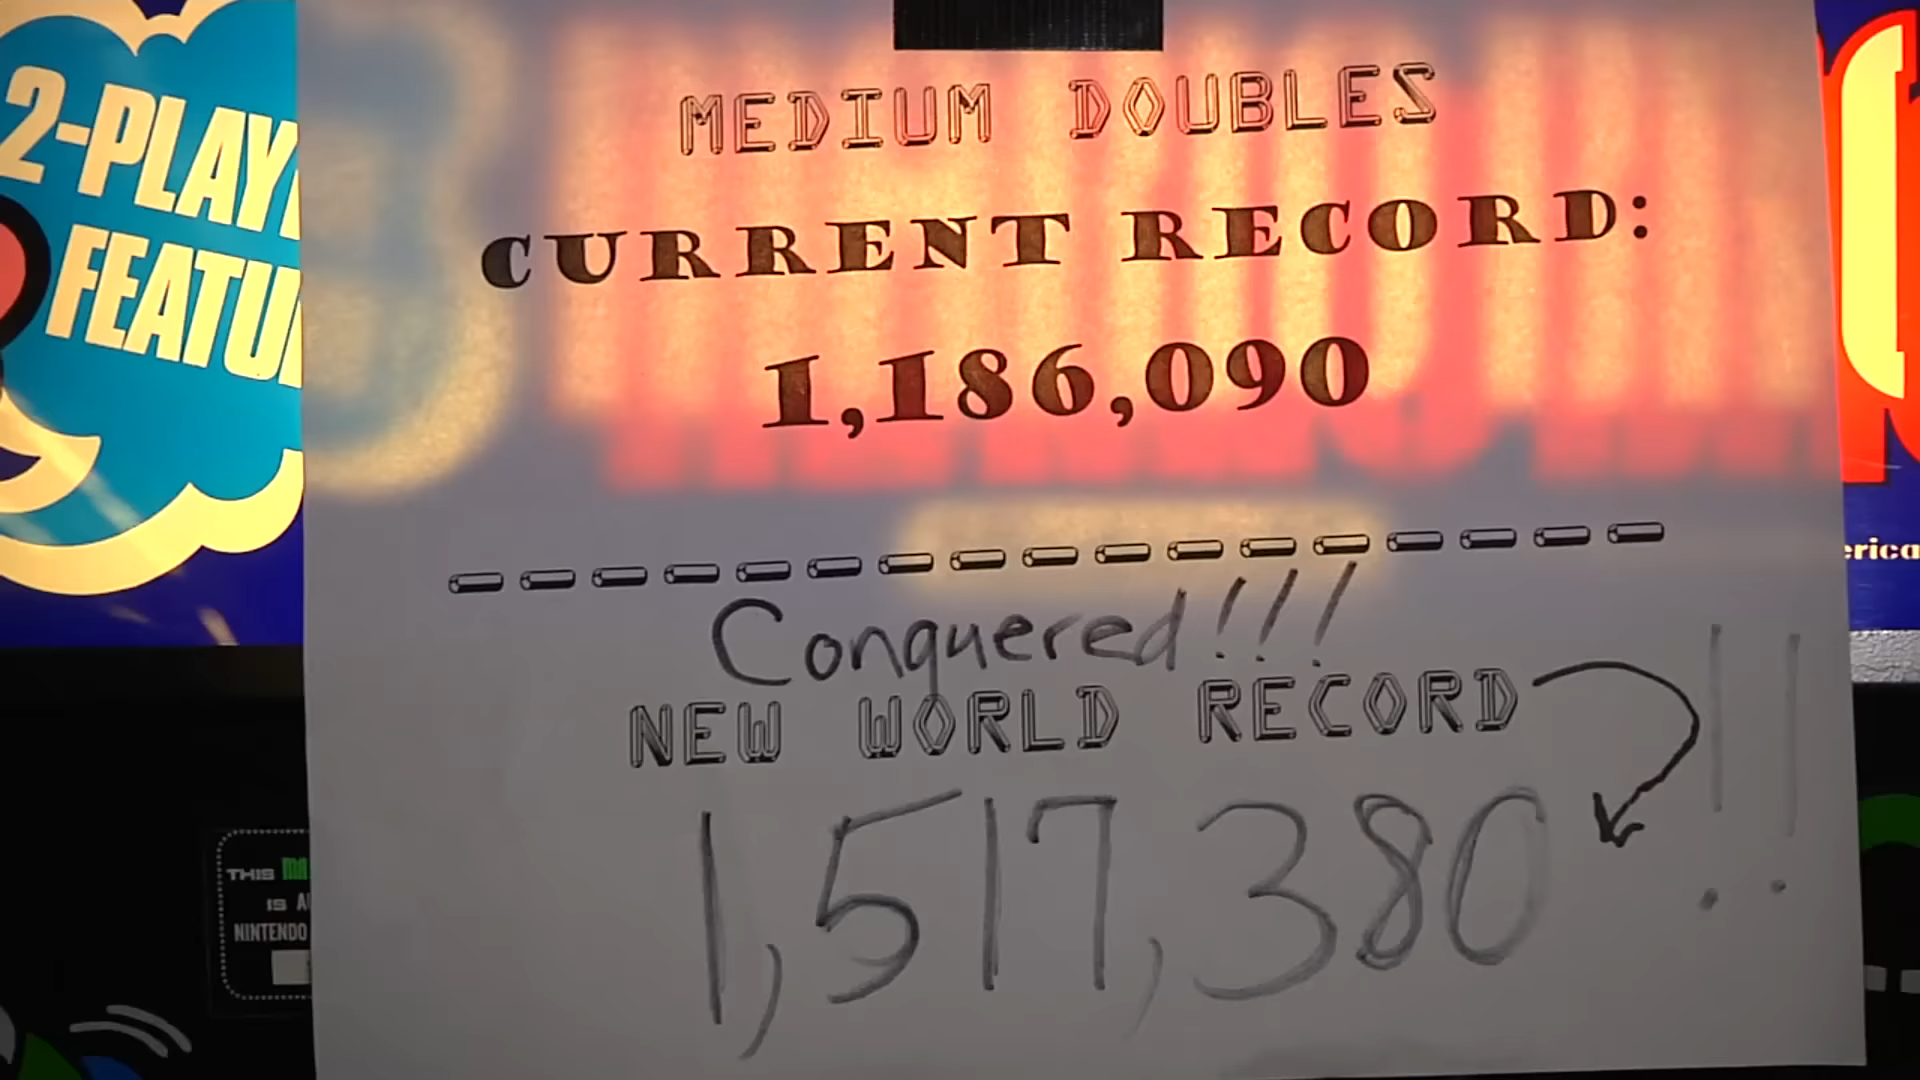 2-PLAY
FEATU
MEDIUM DOUBLES
CURRENT RECORD:
1,186,090
Conquered!!!
NEW WORLD RECORD
1,517,380 !!
THIS
IS
NINTENDO